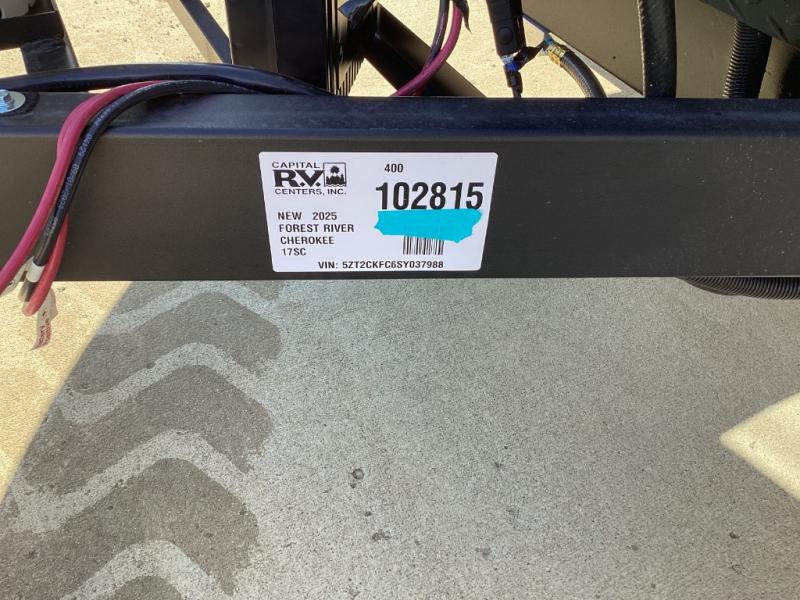 CAPITAL
R.V.
CENTERS, INC.
400
102815
NEW 2025
FOREST RIVER
CHEROKEE
17SC
VIN: 5ZT2CKFC6SY037988